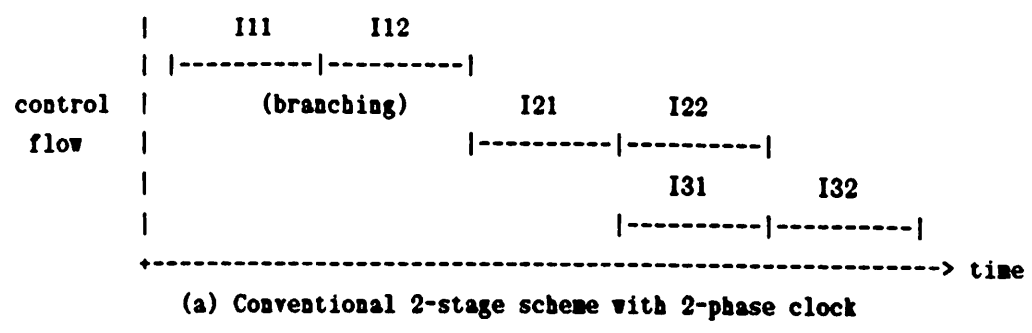 I11 I12
(branching)
control
flow
I21 I22
I31 I32
time
(a) Conventional 2-stage scheme with 2-phase clock